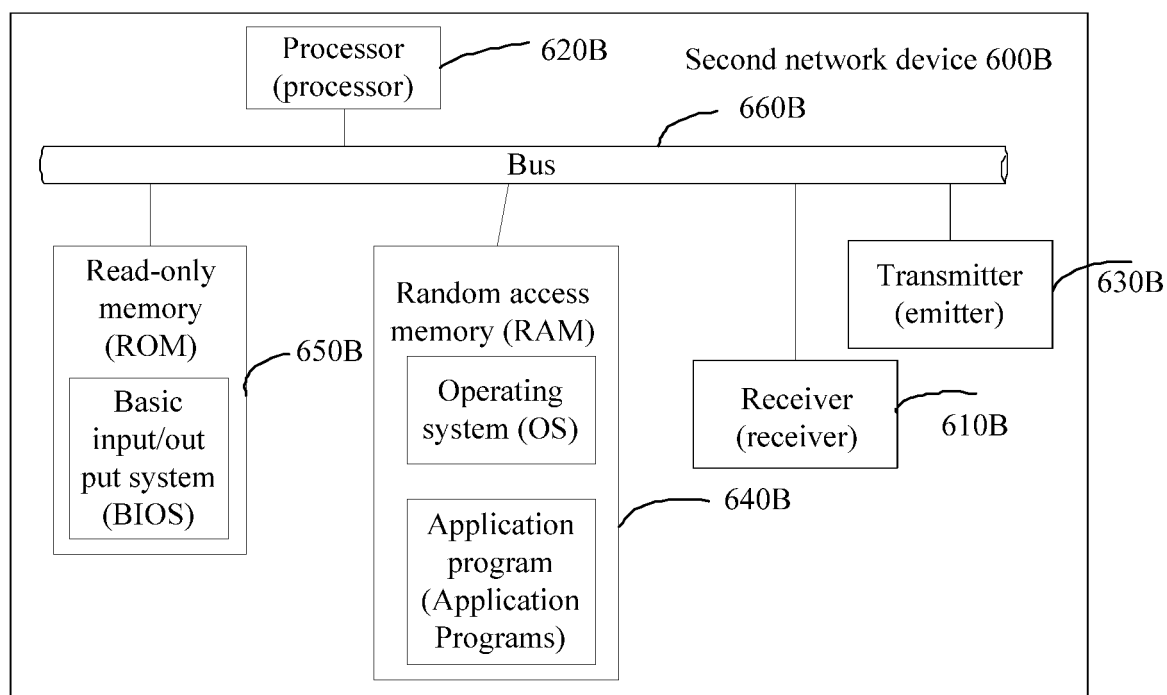 Processor
(processor)
620B
Second network device 600B
660B
Bus
Read-only
memory
(ROM)
650B
Basic
input/out
put system
(BIOS)
Random access
memory (RAM)
Operating
system (OS)
640B
Application
program
(Application
Programs)
Receiver
(receiver)
610B
Transmitter
(emitter)
630B